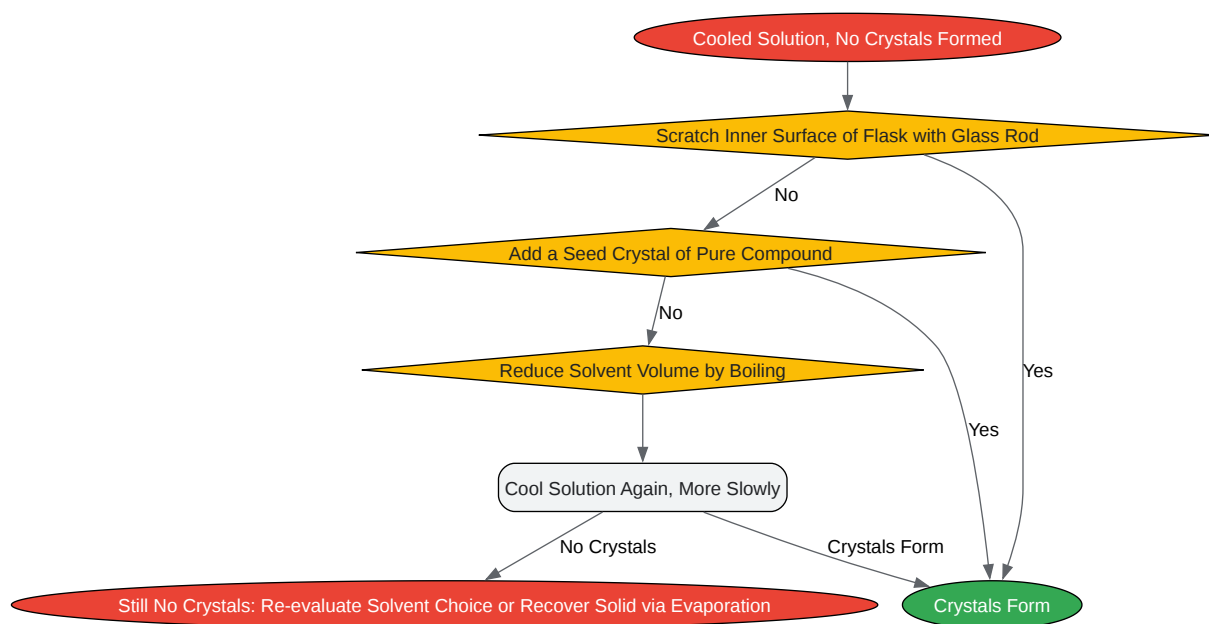 Cooled Solution, No Crystals Formed
Scratch Inner Surface of Flask with Glass Rod
No
Add a Seed Crystal of Pure Compound
No
Reduce Solvent Volume by Boiling
Yes
Yes
Cool Solution Again, More Slowly
No Crystals
Crystals Form
Still No Crystals: Re-evaluate Solvent Choice or Recover Solid via Evaporation
Crystals Form